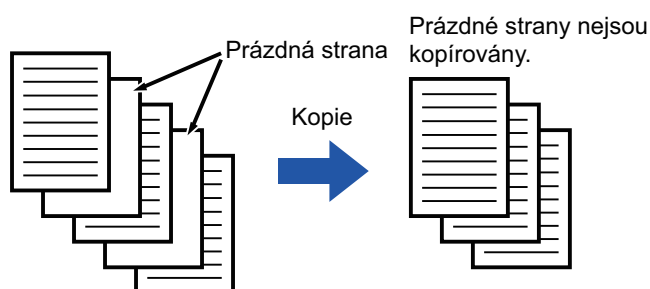 Prázdná strana
Kopie
Prázdné strany nejsou
kopírovány.